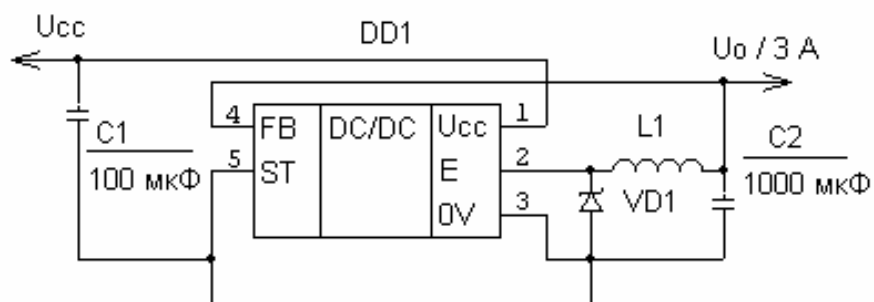 Ucc
DD1
Uo / 3 A
C1
100 мкФ
4
5
FB
ST
DC/DC
Ucc
E
0V
1
2
3
L1
VD1
C2
1000 мкФ